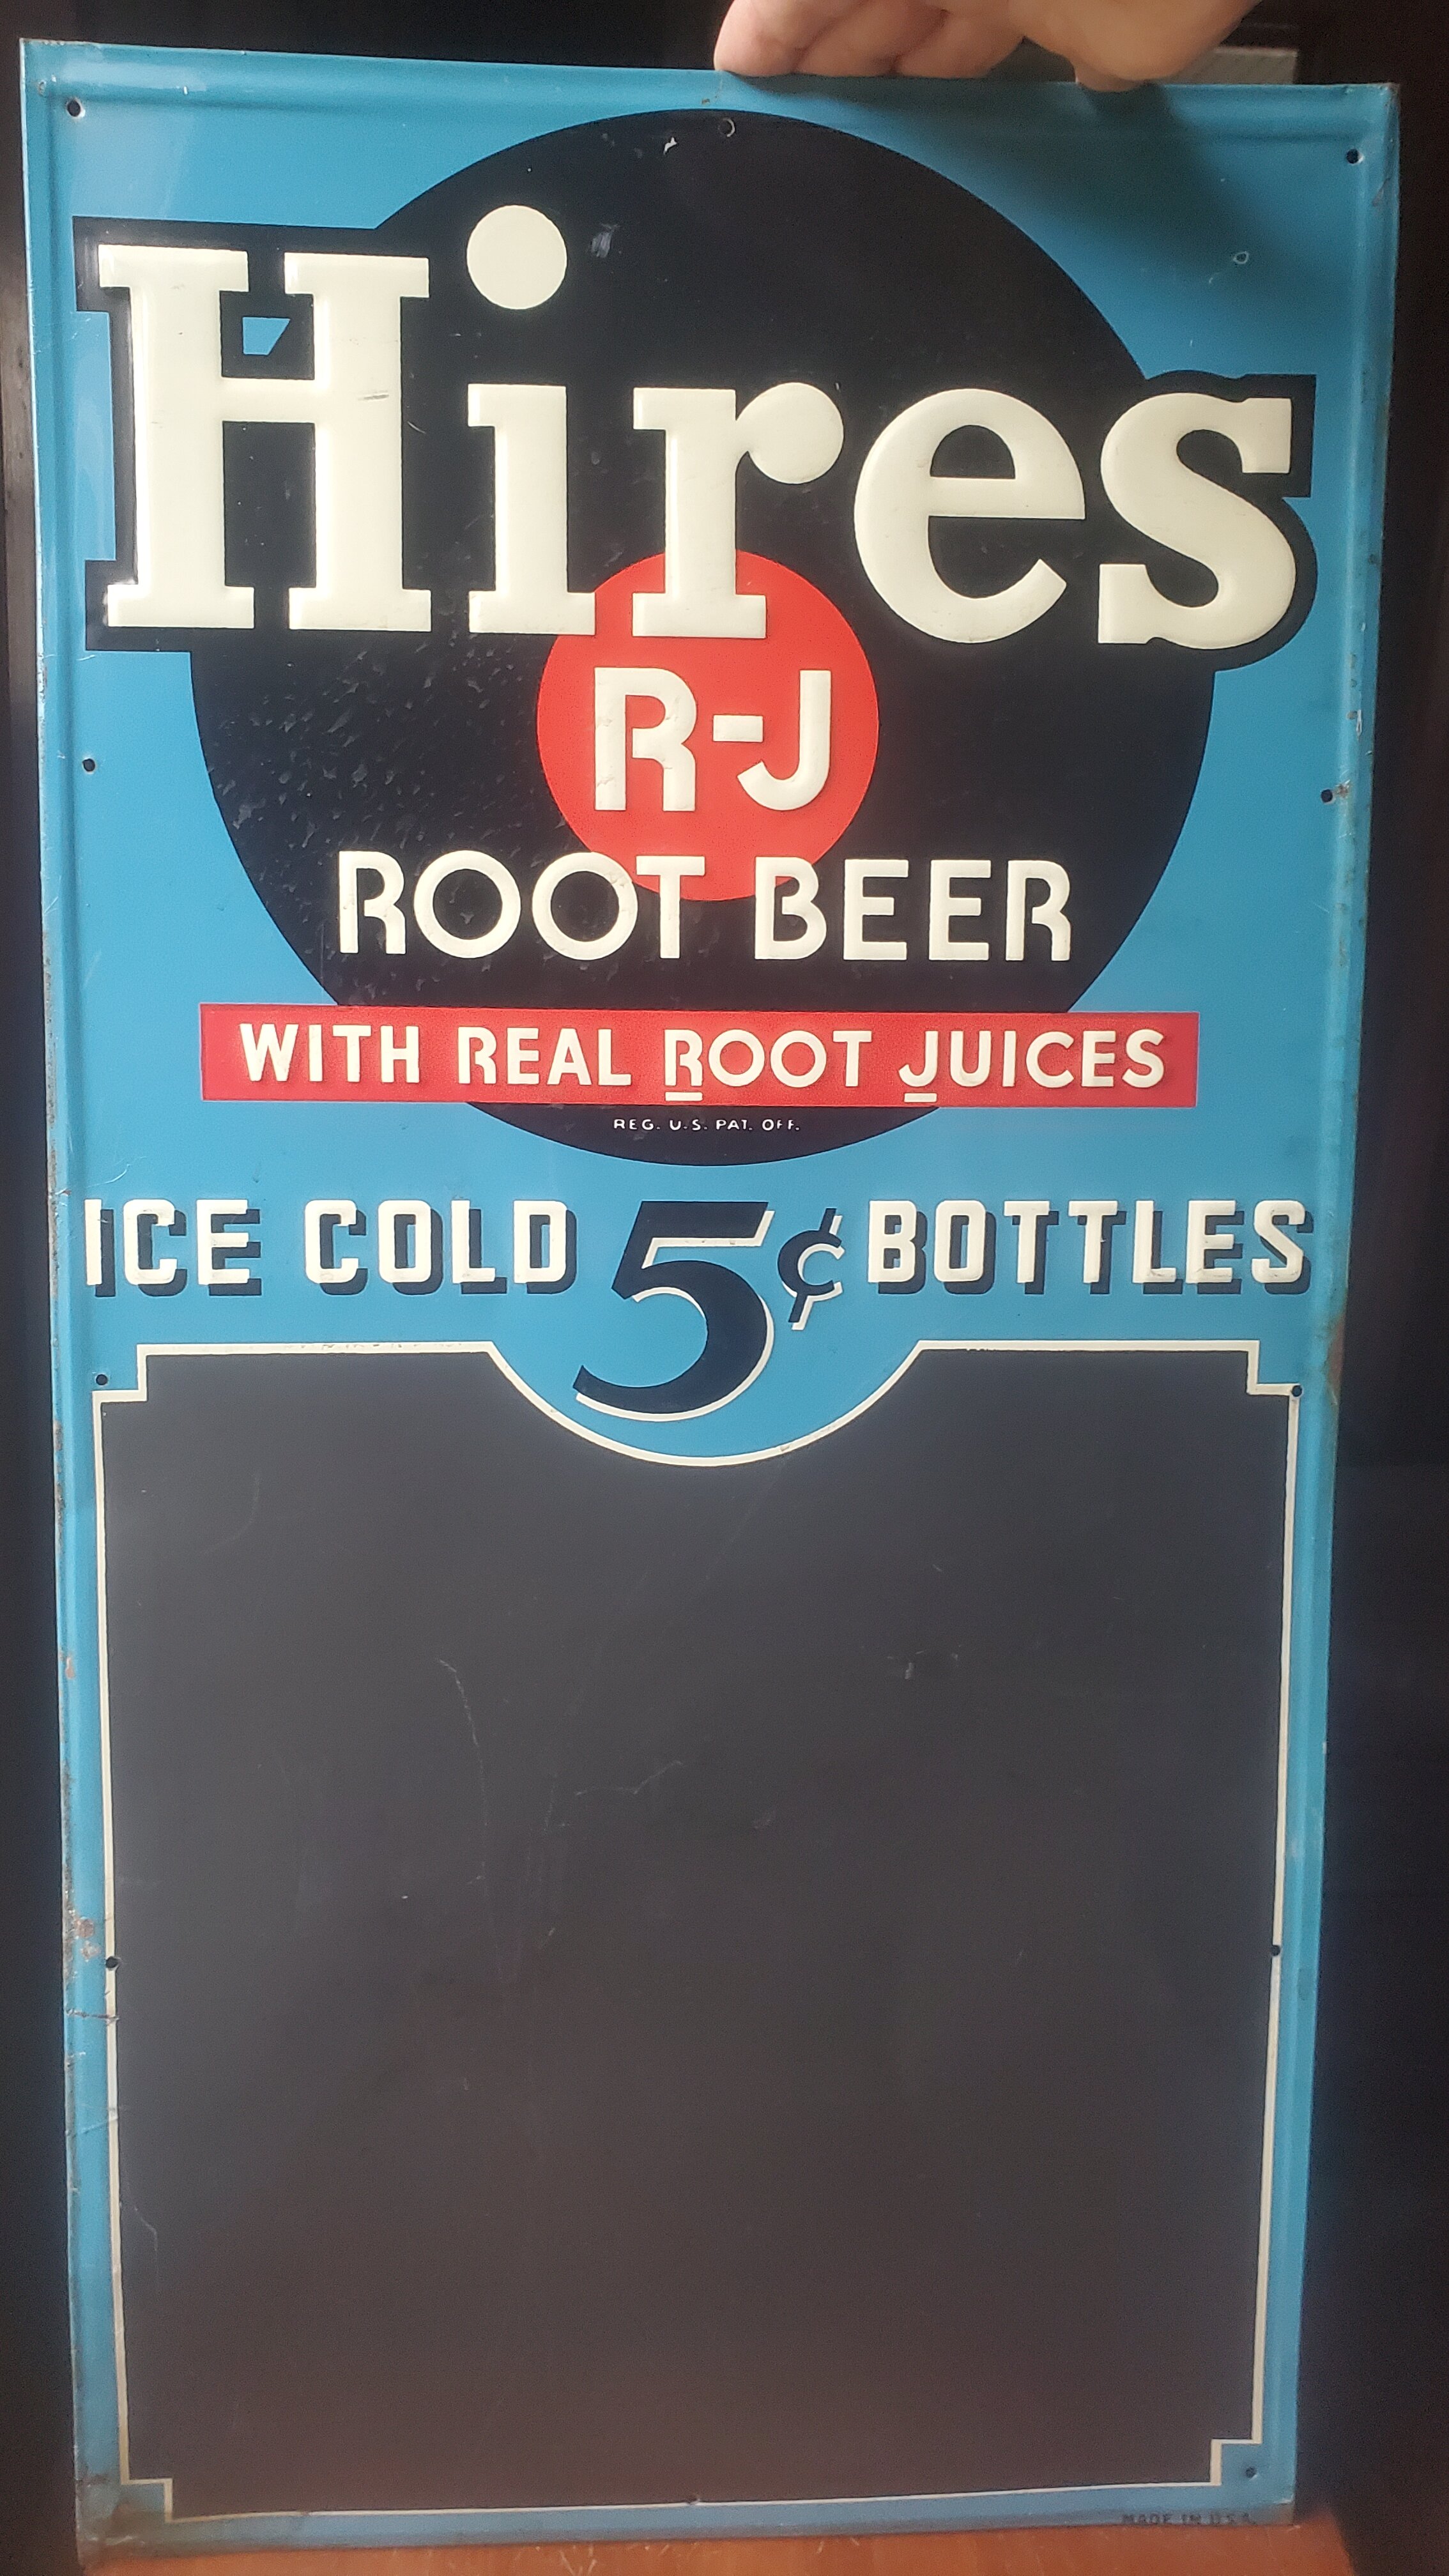 Hires
R-J
ROOT BEER
WITH REAL ROOT JUICES
REG. U.S. PAT. OFF.
ICE COLD 5¢ BOTTLES
MADE IN U.S.A.